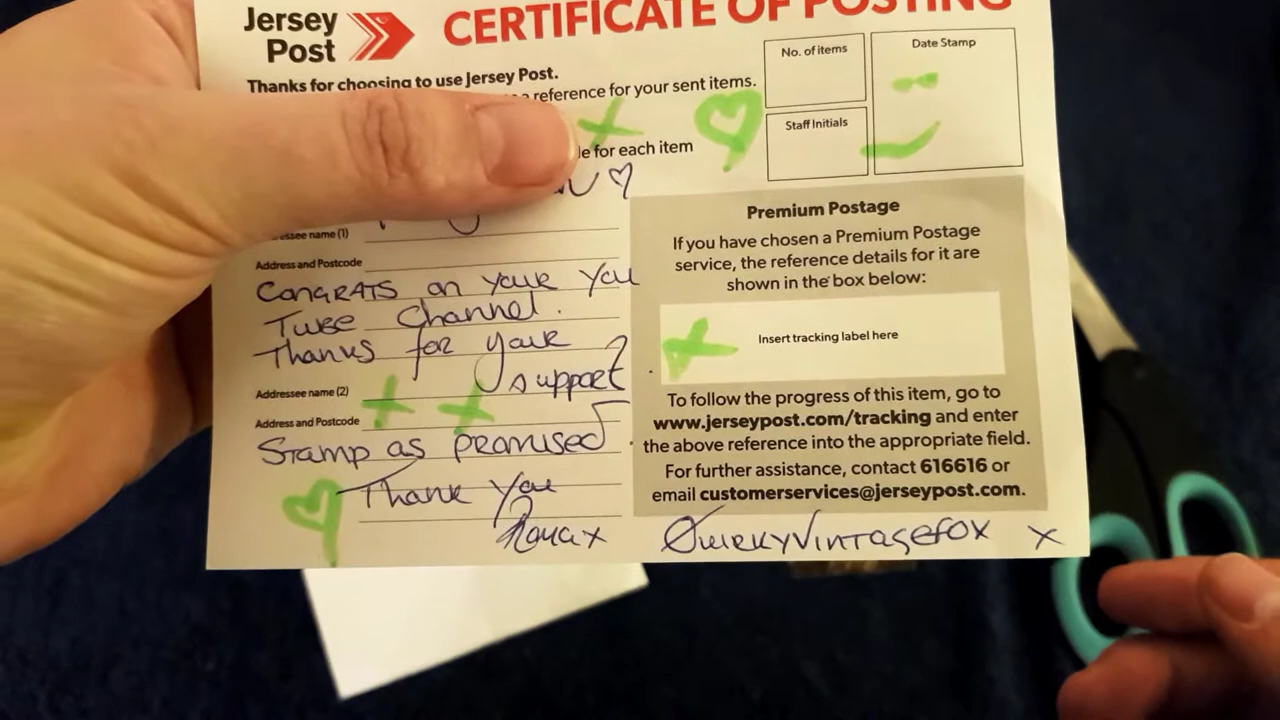 Jersey
Post
CERTIFICATE OF POSTING
Thanks for choosing to use Jersey Post.
reference for your sent items.
for each item
No. of items
Date Stamp
Staff Initials
name (1)
Address and Postcode
CONGRATS on your You
Tube Channel.
Thanks for your
support
Addressee name (2)
Address and Postcode
Stamp as promised
Thank you
x
QuirkyVintagefox x
Premium Postage
If you have chosen a Premium Postage
service, the reference details for it are
shown in the box below:
Insert tracking label here
To follow the progress of this item, go to
www.jerseypost.com/tracking and enter
the above reference into the appropriate field.
For further assistance, contact 616616 or
email customerservices@jerseypost.com.